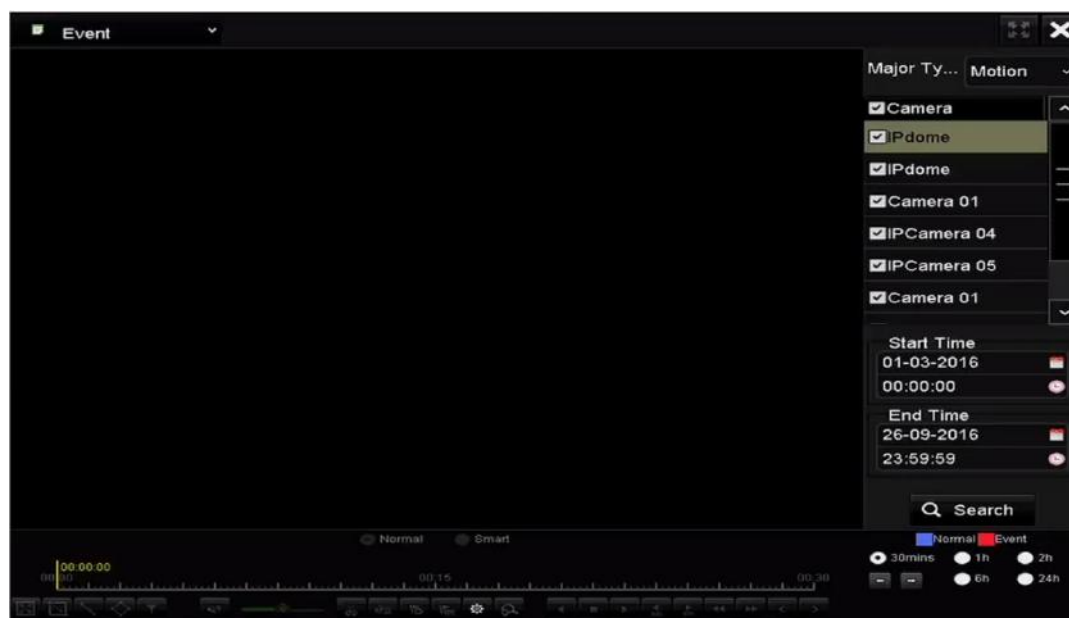 Event
Major Ty... Motion
Camera
IPdome
IPdome
Camera 01
IPCamera 04
IPCamera 05
Camera 01
Start Time
01-03-2016
00:00:00
End Time
26-09-2016
23:59:59
Search
Normal Smart
Normal Event
30mins 1h 2h
6h 24h
00:00:00
00:15 00:30